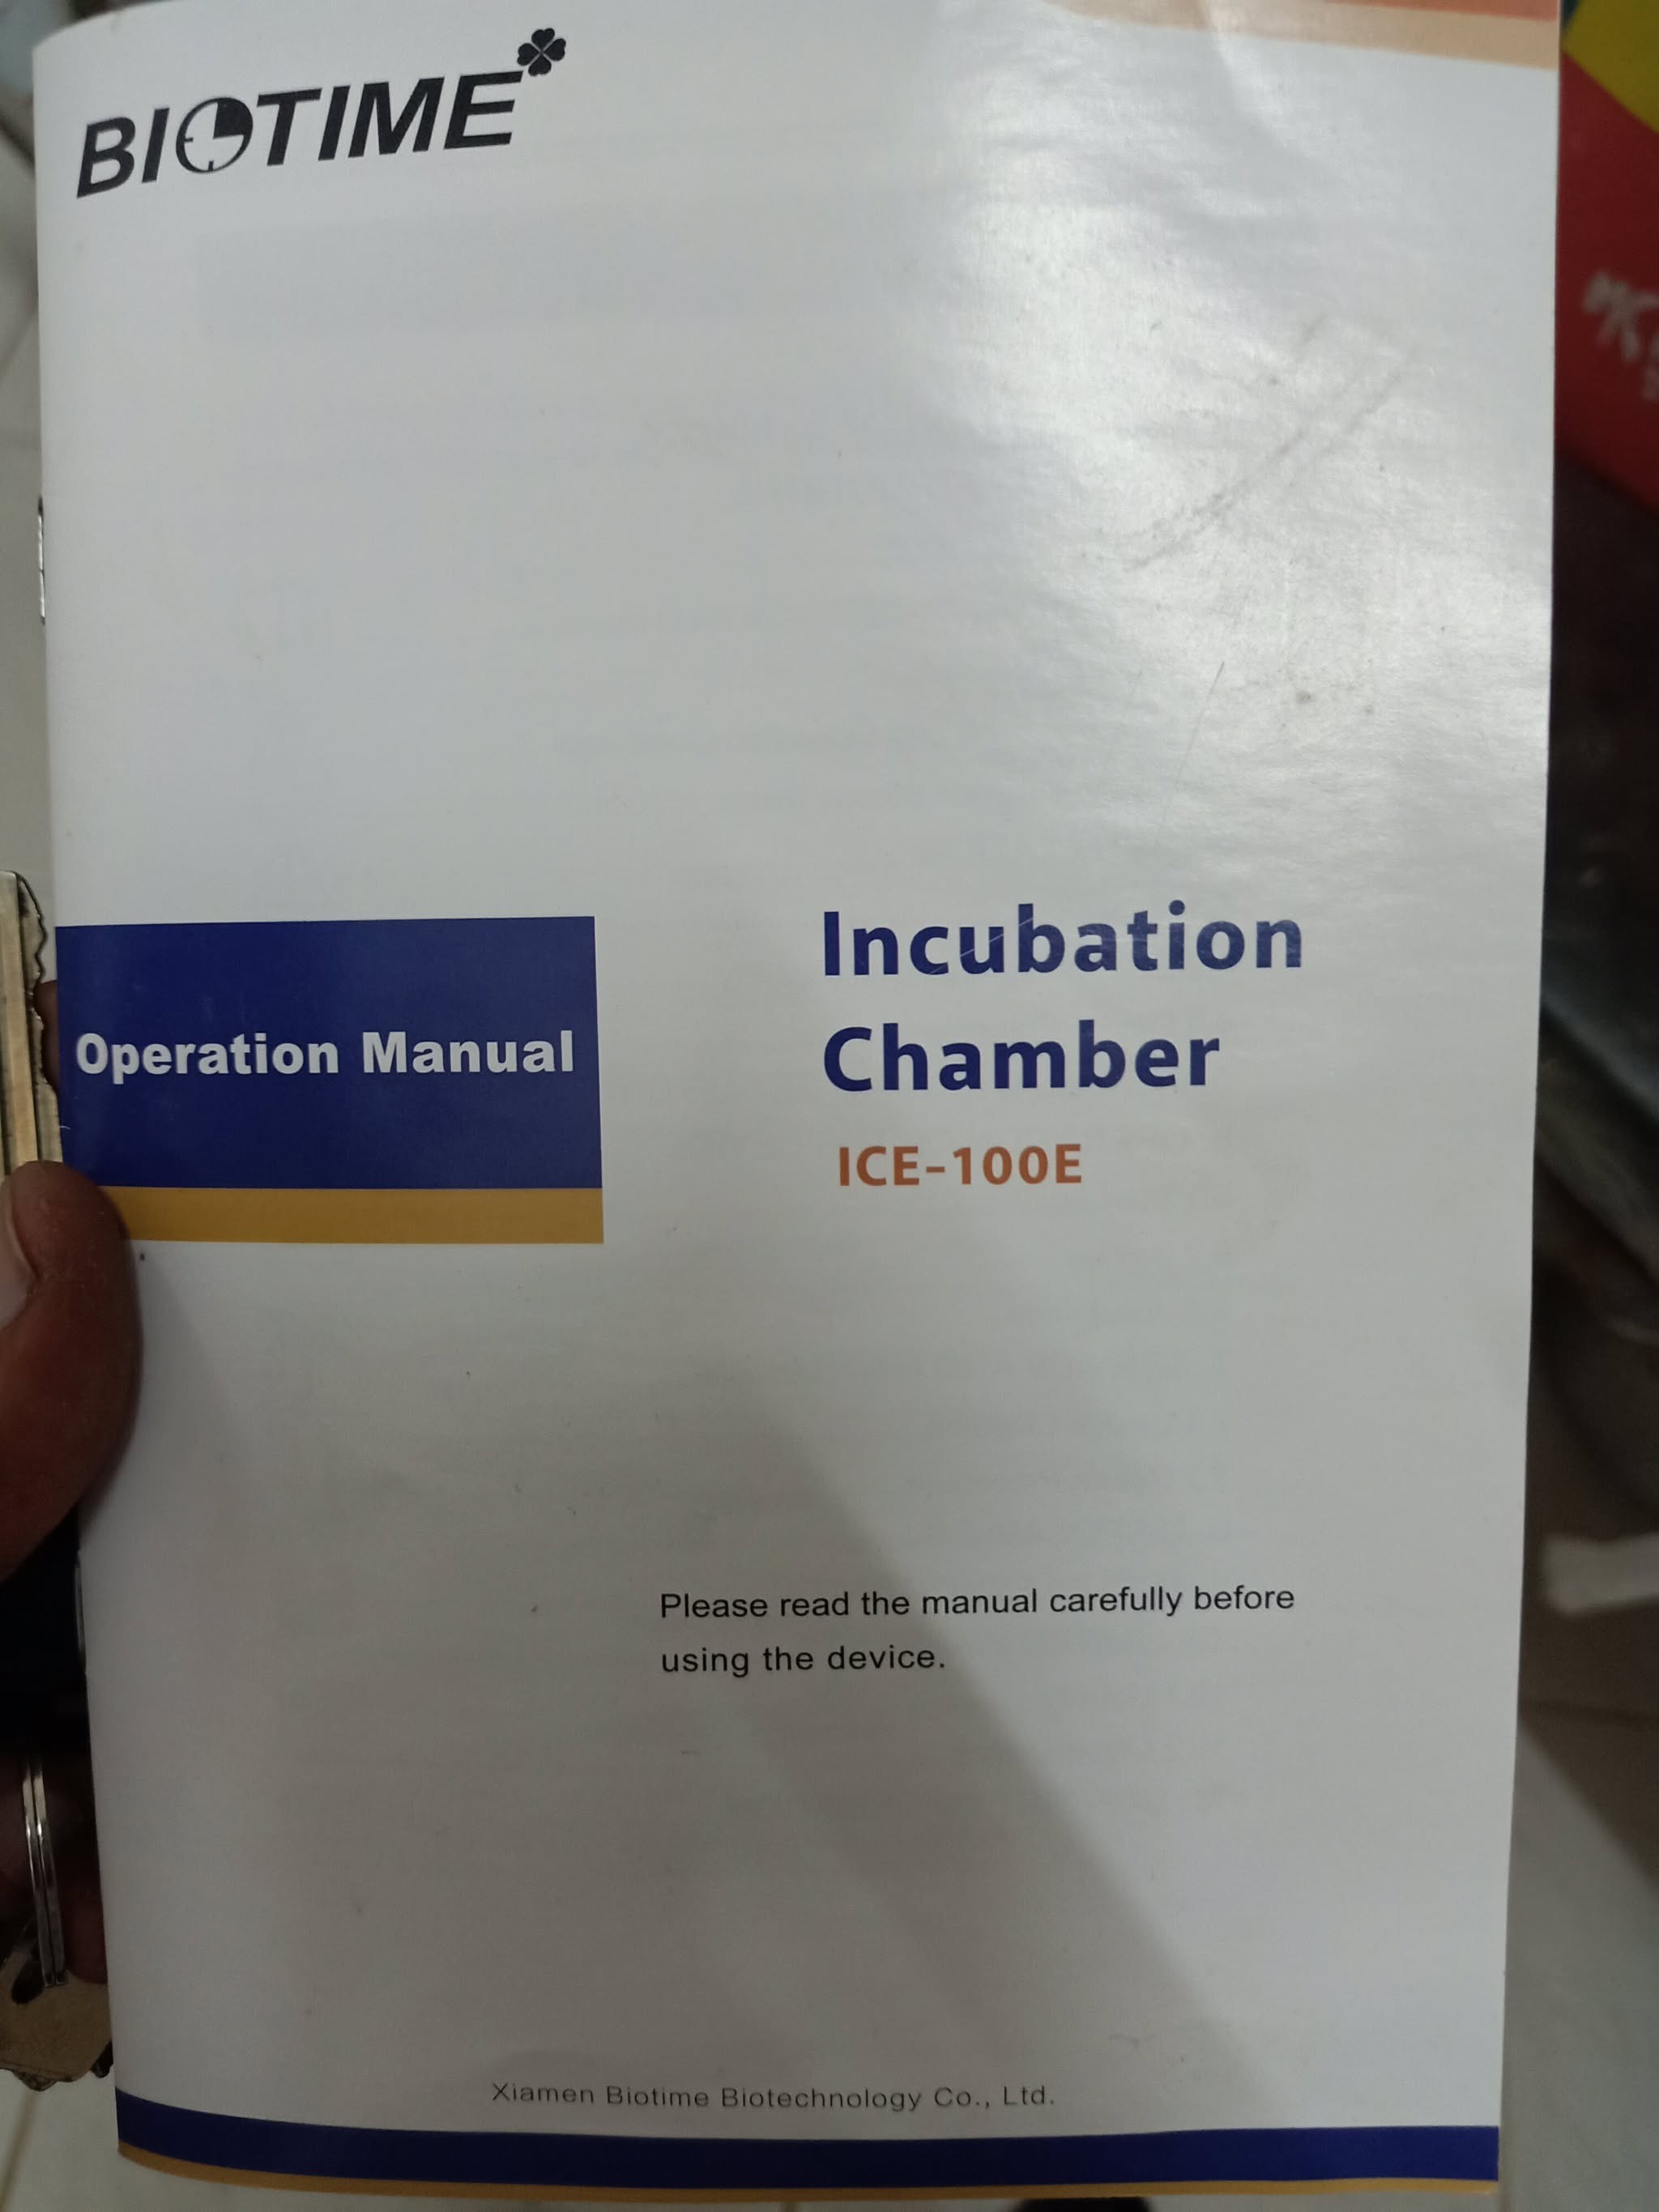 BIOTIME
Operation Manual
Incubation
Chamber
ICE-100E
Please read the manual carefully before
using the device.
Xiamen Biotime Biotechnology Co., Ltd.